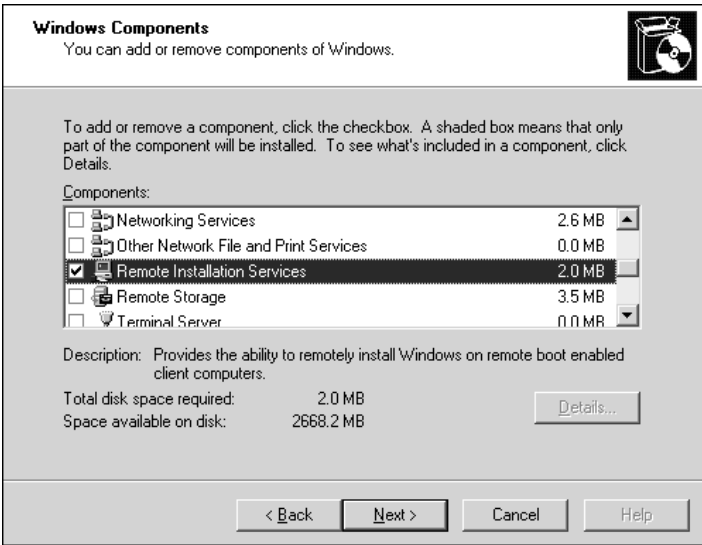 Windows Components
You can add or remove components of Windows.
To add or remove a component, click the checkbox. A shaded box means that only
part of the component will be installed. To see what's included in a component, click
Details.
Components:
Networking Services 2.6 MB
Other Network File and Print Services 0.0 MB
Remote Installation Services 2.0 MB
Remote Storage 3.5 MB
Terminal Server 0.0 MB
Description: Provides the ability to remotely install Windows on remote boot enabled
client computers.
Total disk space required: 2.0 MB
Space available on disk: 2668.2 MB
Details...
< Back Next > Cancel Help